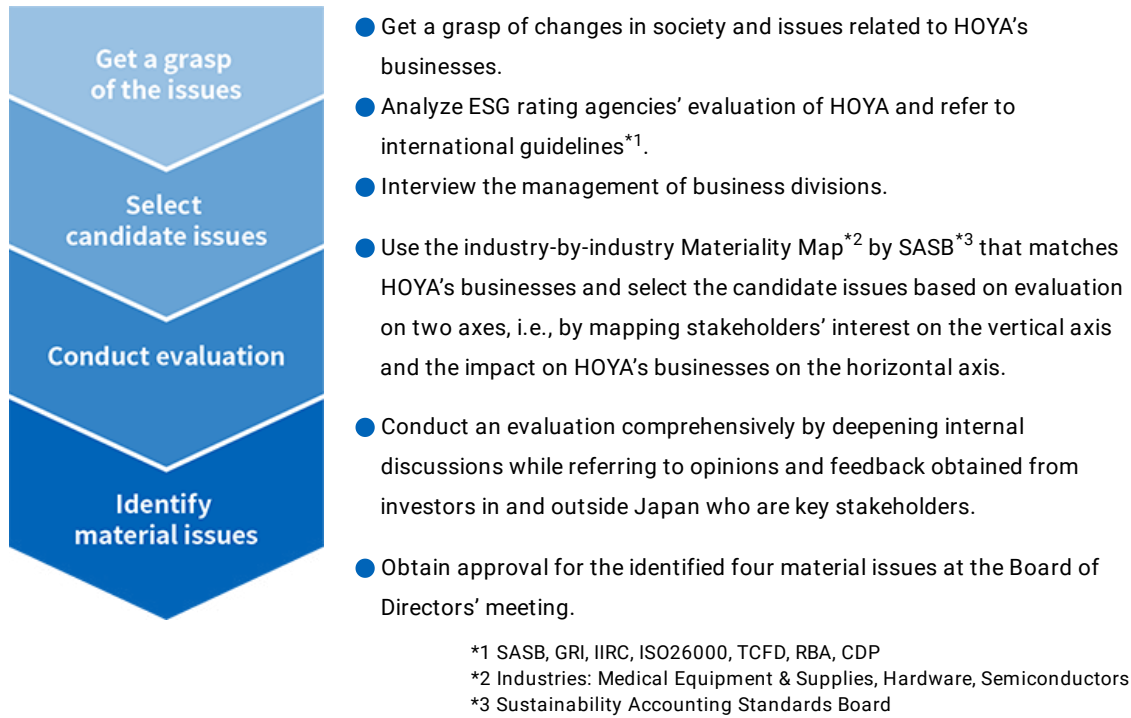 Get a grasp
of the issues
● Get a grasp of changes in society and issues related to HOYA's
businesses.
● Analyze ESG rating agencies' evaluation of HOYA and refer to
international guidelines*1.
● Interview the management of business divisions.
Select
candidate issues
● Use the industry-by-industry Materiality Map*2 by SASB*3 that matches
HOYA's businesses and select the candidate issues based on evaluation
on two axes, i.e., by mapping stakeholders' interest on the vertical axis
and the impact on HOYA's businesses on the horizontal axis.
Conduct evaluation
● Conduct an evaluation comprehensively by deepening internal
discussions while referring to opinions and feedback obtained from
investors in and outside Japan who are key stakeholders.
Identify
material issues
● Obtain approval for the identified four material issues at the Board of
Directors' meeting.
*1 SASB, GRI, IIRC, ISO26000, TCFD, RBA, CDP
*2 Industries: Medical Equipment & Supplies, Hardware, Semiconductors
*3 Sustainability Accounting Standards Board